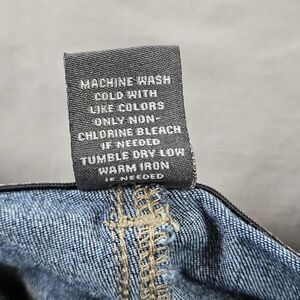 MACHINE WASH
COLD WITH
LIKE COLORS
ONLY NON-
CHLORINE BLEACH
IF NEEDED
TUMBLE DRY LOW
WARM IRON
IF NEEDED